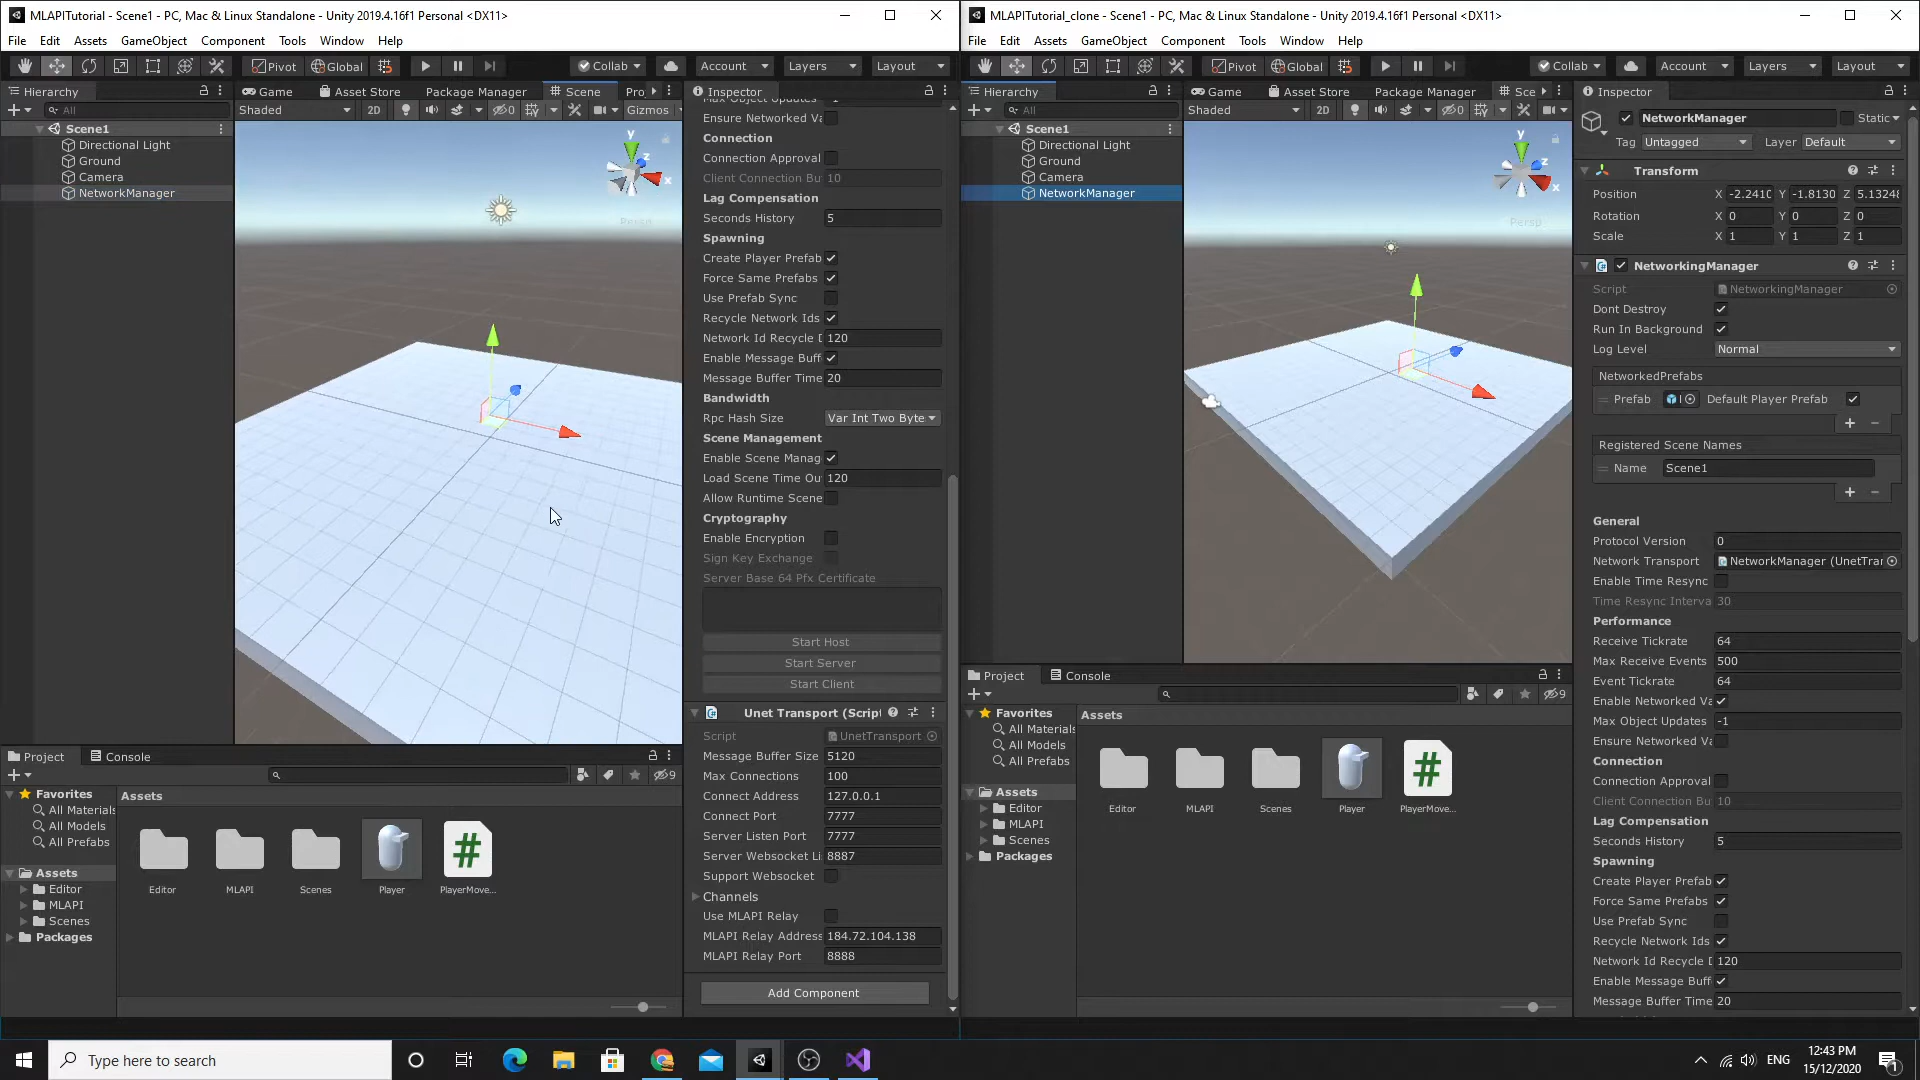 MLAPITutorial - Scene1 - PC, Mac & Linux Standalone - Unity 2019.4.16f1 Personal <DX11>
File Edit Assets GameObject Component Tools Window Help
Pivot Global Collab Account Layers Layout
Hierarchy
All
Scene1
Directional Light
Ground
Camera
NetworkManager
Game Asset Store Package Manager Scene Pro
Shaded 2D 0 Gizmos
y
z
x
Persp
Inspector
Max Object Updates -1
Ensure Networked Va
Connection
Connection Approval
Client Connection Bu 10
Lag Compensation
Seconds History 5
Spawning
Create Player Prefab
Force Same Prefabs
Use Prefab Sync
Recycle Network Ids
Network Id Recycle D 120
Enable Message Buff
Message Buffer Time 20
Bandwidth
Rpc Hash Size Var Int Two Byte
Scene Management
Enable Scene Manag
Load Scene Time Ou 120
Allow Runtime Scene
Cryptography
Enable Encryption
Sign Key Exchange
Server Base 64 Pfx Certificate
Start Host
Start Server
Start Client
Unet Transport (Script
Script UnetTransport
Message Buffer Size 5120
Max Connections 100
Connect Address 127.0.0.1
Connect Port 7777
Server Listen Port 7777
Server Websocket Li 8887
Support Websocket
Channels
Use MLAPI Relay
MLAPI Relay Address 184.72.104.138
MLAPI Relay Port 8888
Add Component
Project Console
9
Favorites
All Materials
All Models
All Prefabs
Assets
Editor
MLAPI
Scenes
Packages
Assets
Editor MLAPI Scenes Player PlayerMove...
MLAPITutorial_clone - Scene1 - PC, Mac & Linux Standalone - Unity 2019.4.16f1 Personal <DX11>
File Edit Assets GameObject Component Tools Window Help
Pivot Global Collab Account Layers Layout
Hierarchy
All
Scene1
Directional Light
Ground
Camera
NetworkManager
Game Asset Store Package Manager Sce
Shaded 2D 0
y
z
x
Persp
Inspector
NetworkManager Static
Tag Untagged Layer Default
Transform
Position X -2.2410 Y -1.8130 Z 5.13248
Rotation X 0 Y 0 Z 0
Scale X 1 Y 1 Z 1
NetworkingManager
Script NetworkingManager
Dont Destroy
Run In Background
Log Level Normal
NetworkedPrefabs
Prefab Default Player Prefab
Registered Scene Names
Name Scene1
General
Protocol Version 0
Network Transport NetworkManager (UnetTran
Enable Time Resync
Time Resync Interva 30
Performance
Receive Tickrate 64
Max Receive Events 500
Event Tickrate 64
Enable Networked Va
Max Object Updates -1
Ensure Networked Va
Connection
Connection Approval
Client Connection Bu 10
Lag Compensation
Seconds History 5
Spawning
Create Player Prefab
Force Same Prefabs
Use Prefab Sync
Recycle Network Ids
Network Id Recycle D 120
Enable Message Buff
Message Buffer Time 20
Project Console
9
Favorites
All Materials
All Models
All Prefabs
Assets
Editor
MLAPI
Scenes
Packages
Assets
Editor MLAPI Scenes Player PlayerMove...
Type here to search
ENG
12:43 PM
15/12/2020
1